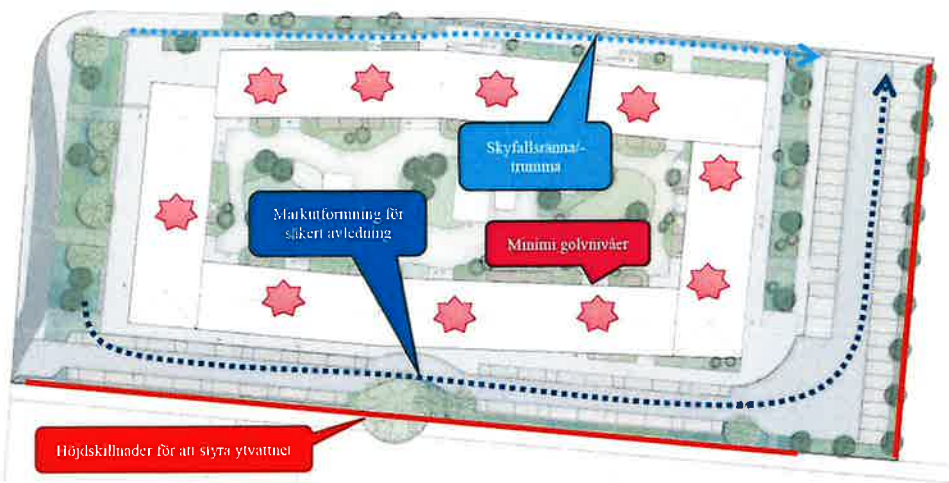 Skyfallsränna/-
trumma
Markutformning för
säkert avledning
Minimi golvnivåer
Höjdskillnader för att styra ytvattnet